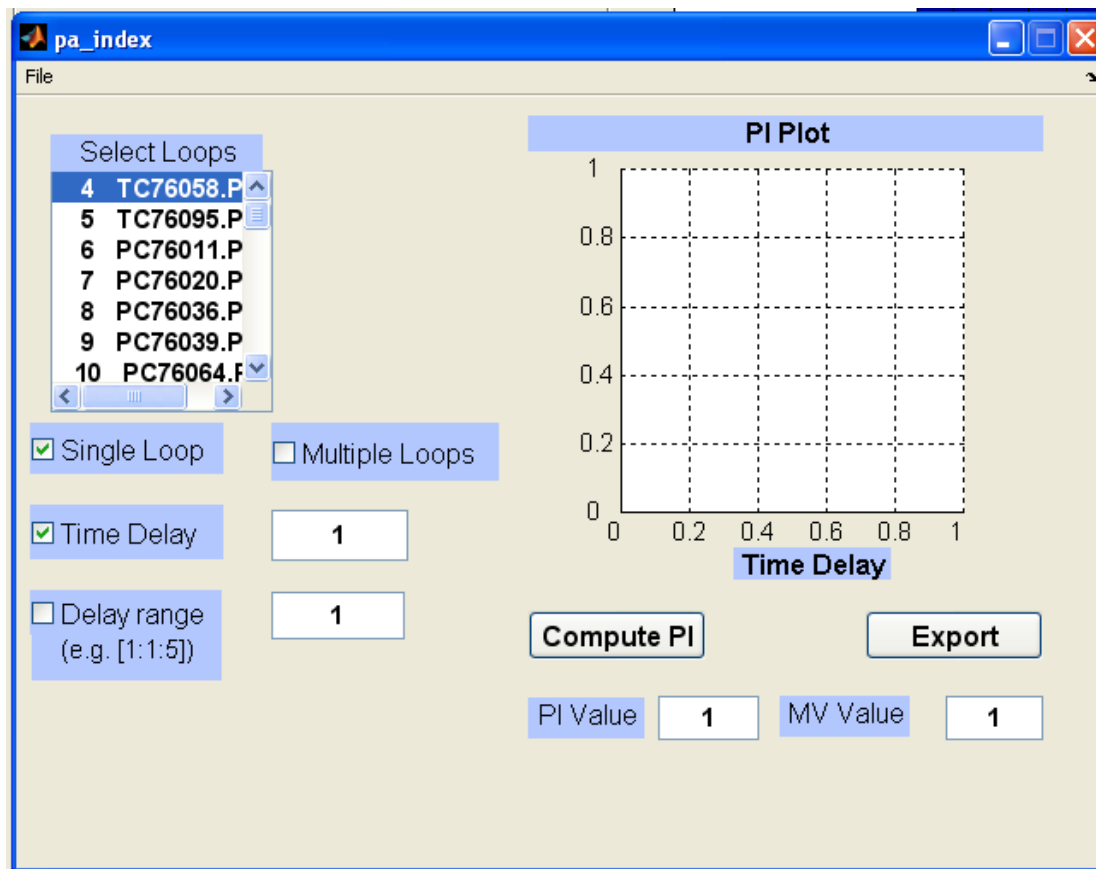 pa_index
File
Select Loops
4 TC76058.P
5 TC76095.P
6 PC76011.P
7 PC76020.P
8 PC76036.P
9 PC76039.P
10 PC76064.F
Single Loop
Multiple Loops
Time Delay
1
Delay range
(e.g. [1:1:5])
1
PI Plot
1
0.8
0.6
0.4
0.2
0
0 0.2 0.4 0.6 0.8 1
Time Delay
Compute PI
Export
PI Value
1
MV Value
1